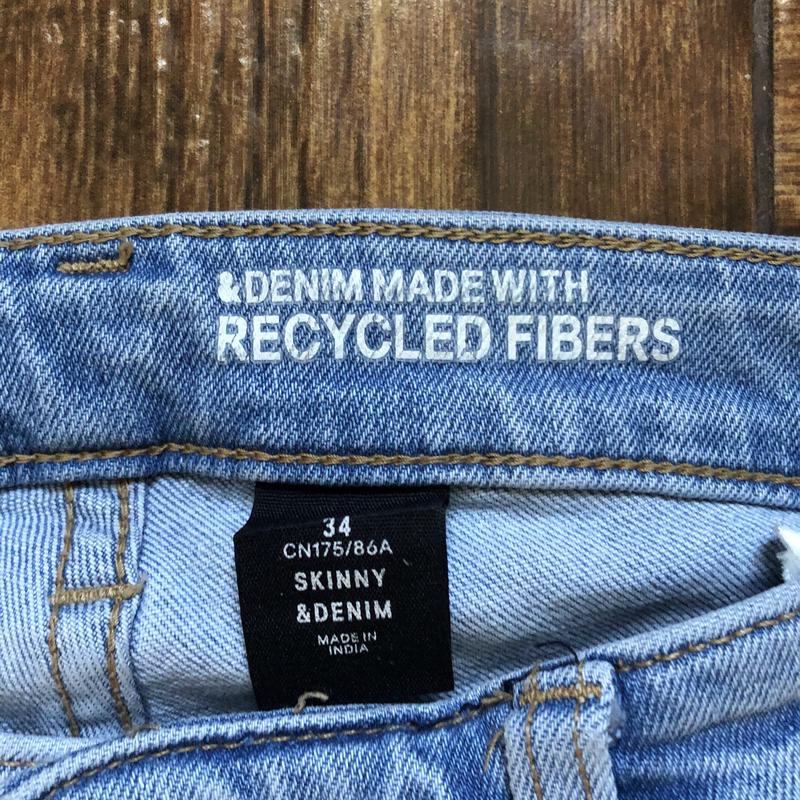 &DENIM MADE WITH
RECYCLED FIBERS
34
CN175/86A
SKINNY
&DENIM
MADE IN
INDIA